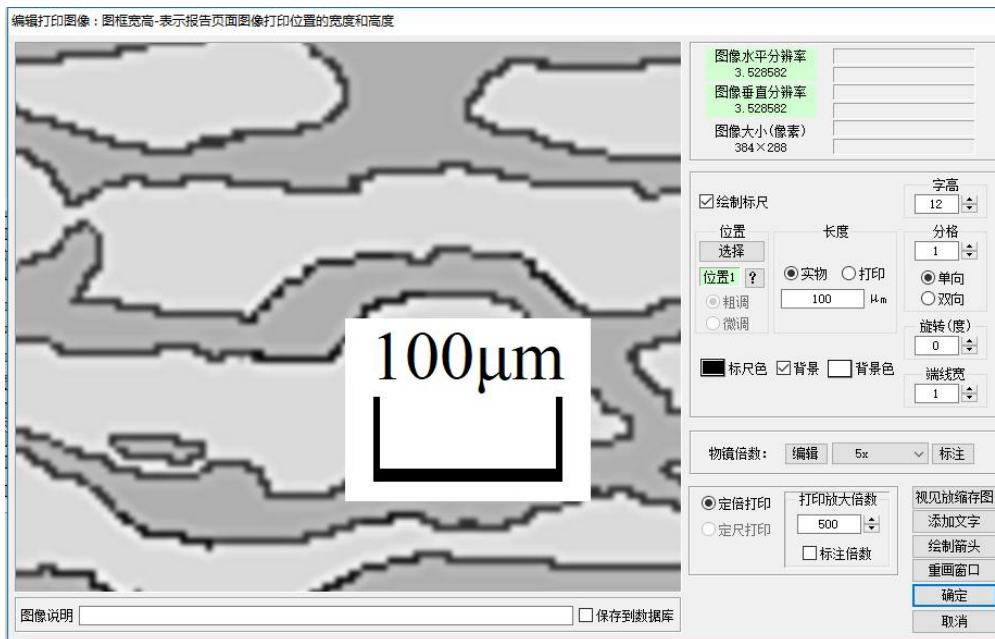 编辑打印图像：图框宽高-表示报告页面图像打印位置的宽度和高度
100μm
图像说明
保存到数据库
图像水平分辨率
3.528582
图像垂直分辨率
3.528582
图像大小(像素)
384×288
绘制标尺
字高
12
位置
选择
位置1 ?
粗调
微调
长度
实物 打印
100 μm
分格
1
单向
双向
旋转(度)
0
标尺色 背景 背景色
端线宽
1
物镜倍数： 编辑 5x 标注
定倍打印
定尺打印
打印放大倍数
500
标注倍数
视见放缩存图
添加文字
绘制箭头
重画窗口
确定
取消